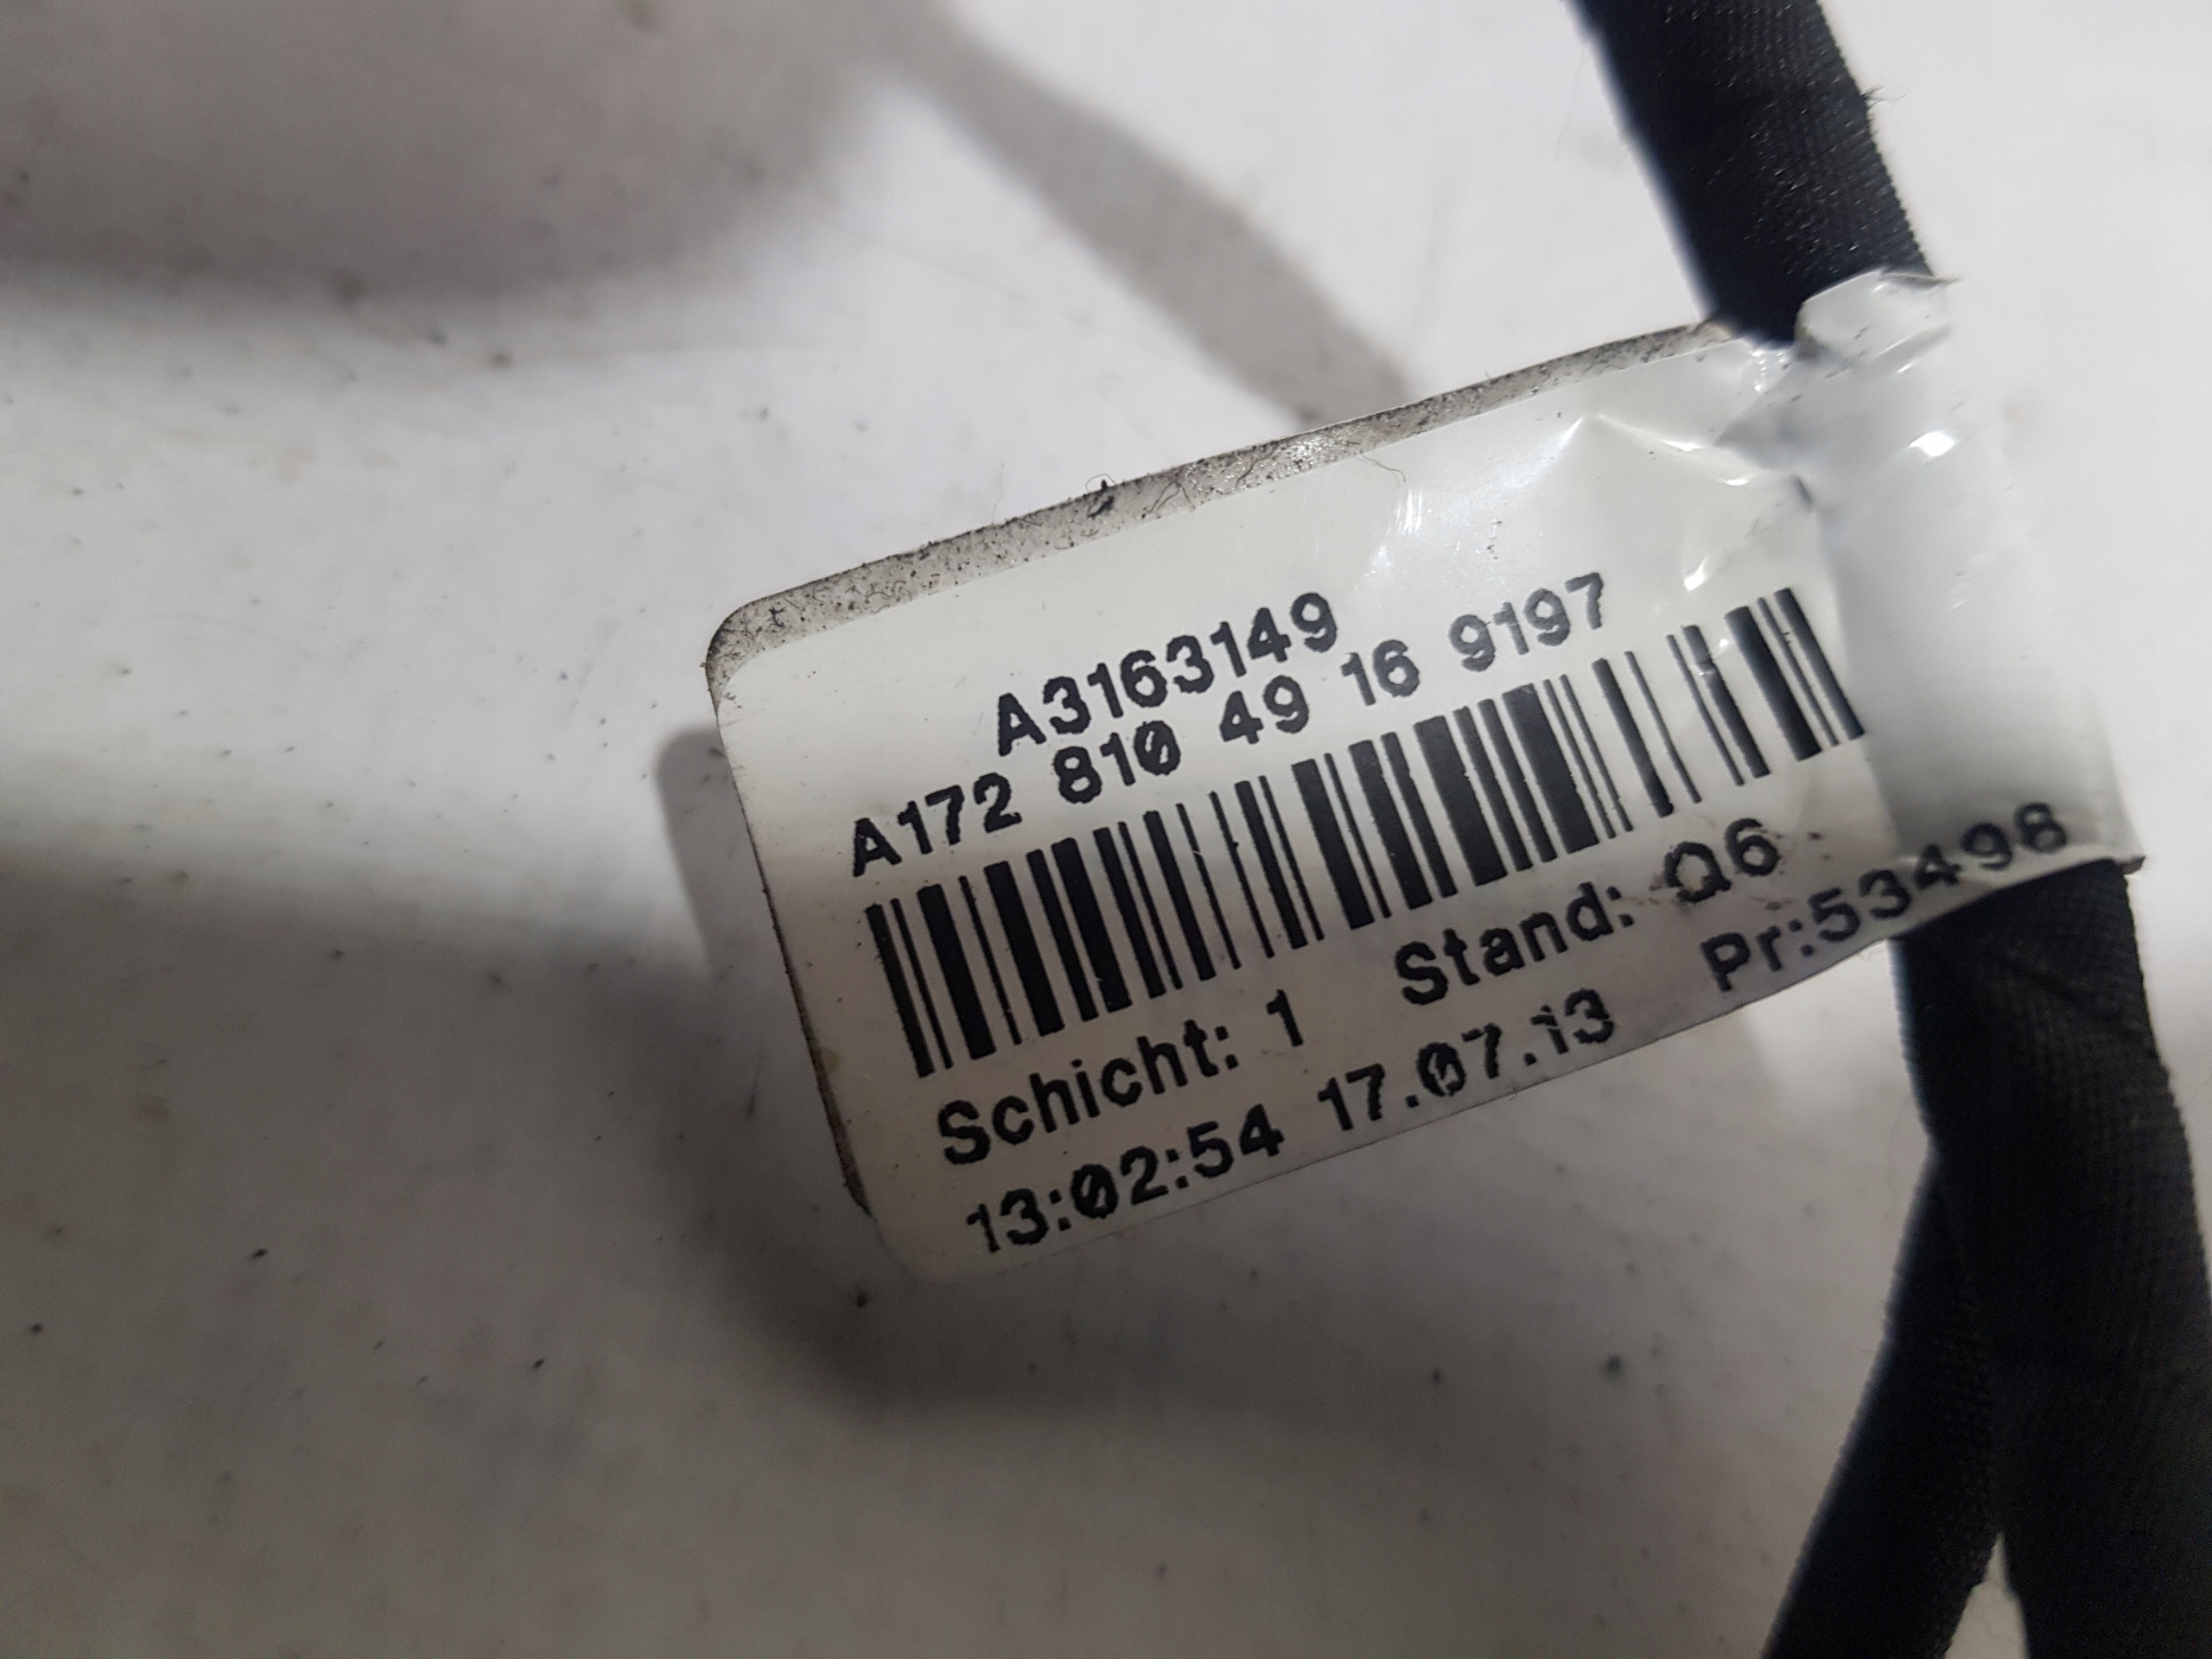 A3163149
A172 810 49 16 9197
Schicht: 1 Stand: Q6
13:02:54 17.07.13 Pr:53498